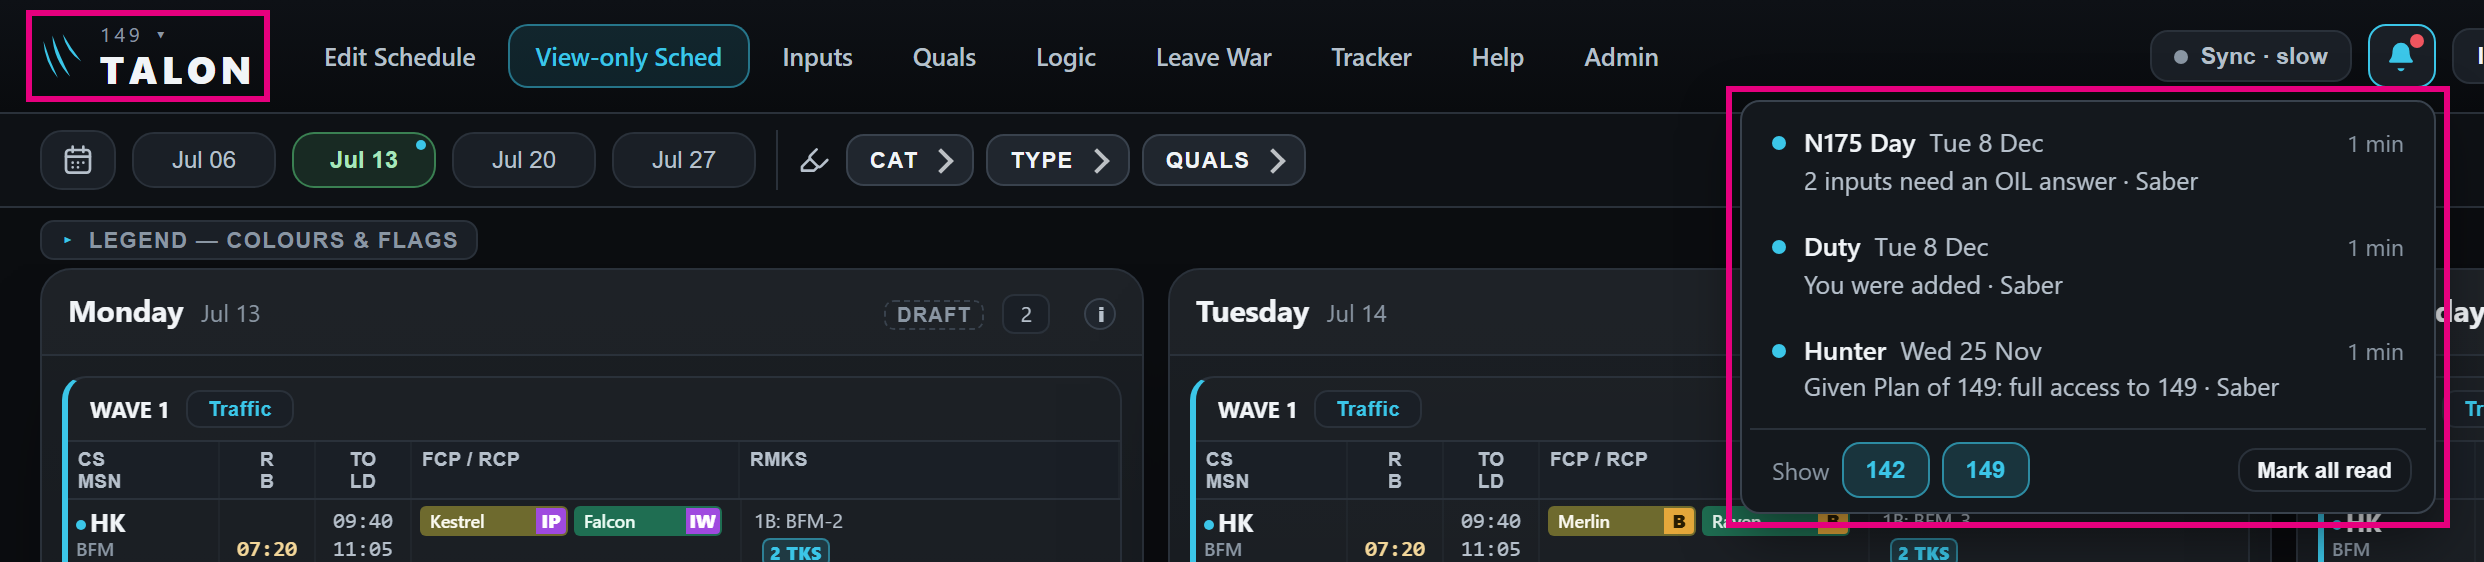 149 ▾
TALON
Edit Schedule
View-only Sched
Inputs
Quals
Logic
Leave War
Tracker
Help
Admin
Sync · slow
Jul 06
Jul 13
Jul 20
Jul 27
CAT
TYPE
QUALS
LEGEND — COLOURS & FLAGS
N175 Day Tue 8 Dec 1 min
2 inputs need an OIL answer · Saber
Duty Tue 8 Dec 1 min
You were added · Saber
Hunter Wed 25 Nov 1 min
Given Plan of 149: full access to 149 · Saber
Show 142 149 Mark all read
Monday Jul 13 DRAFT 2 i
WAVE 1 Traffic
CS R TO FCP / RCP RMKS
MSN B LD
HK 09:40 Kestrel IP Falcon IW 1B: BFM-2
BFM 07:20 11:05 2 TKS
Tuesday Jul 14
WAVE 1 Traffic
CS R TO FCP / RCP
MSN B LD
HK 09:40 Merlin B Raven B 1B: BFM-3
BFM 07:20 11:05 2 TKS
day
Tr
HK
BFM